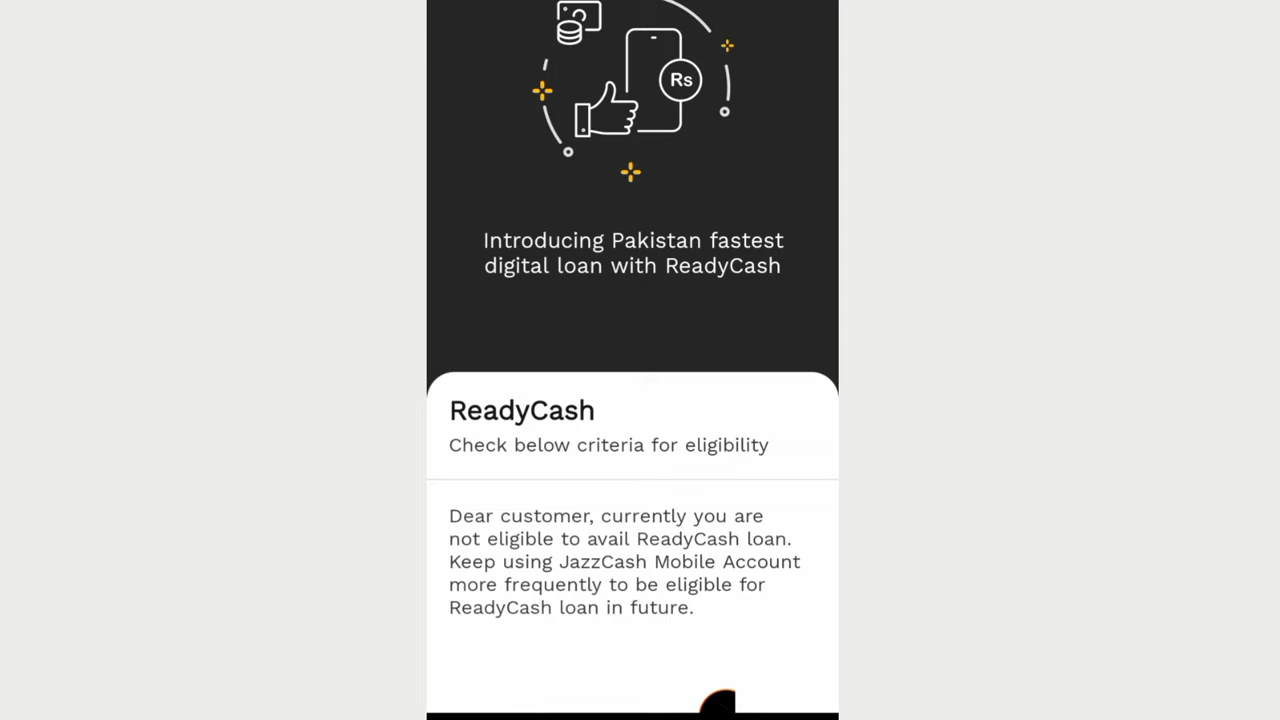 Rs
Introducing Pakistan fastest
digital loan with ReadyCash
ReadyCash
Check below criteria for eligibility
Dear customer, currently you are
not eligible to avail ReadyCash loan.
Keep using JazzCash Mobile Account
more frequently to be eligible for
ReadyCash loan in future.